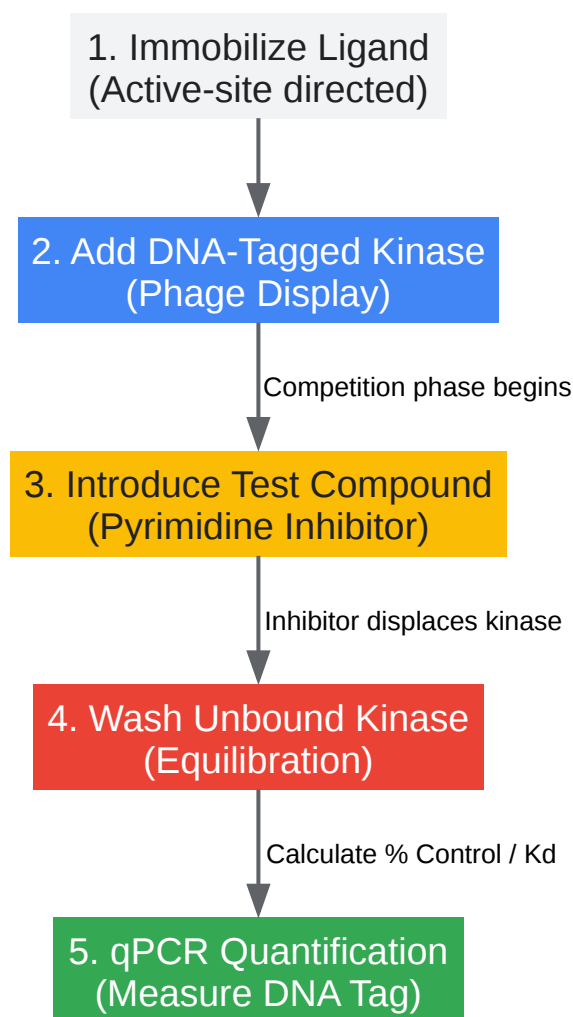 1. Immobilize Ligand
(Active-site directed)
2. Add DNA-Tagged Kinase
(Phage Display)
Competition phase begins
3. Introduce Test Compound
(Pyrimidine Inhibitor)
Inhibitor displaces kinase
4. Wash Unbound Kinase
(Equilibration)
Calculate % Control / Kd
5. qPCR Quantification
(Measure DNA Tag)